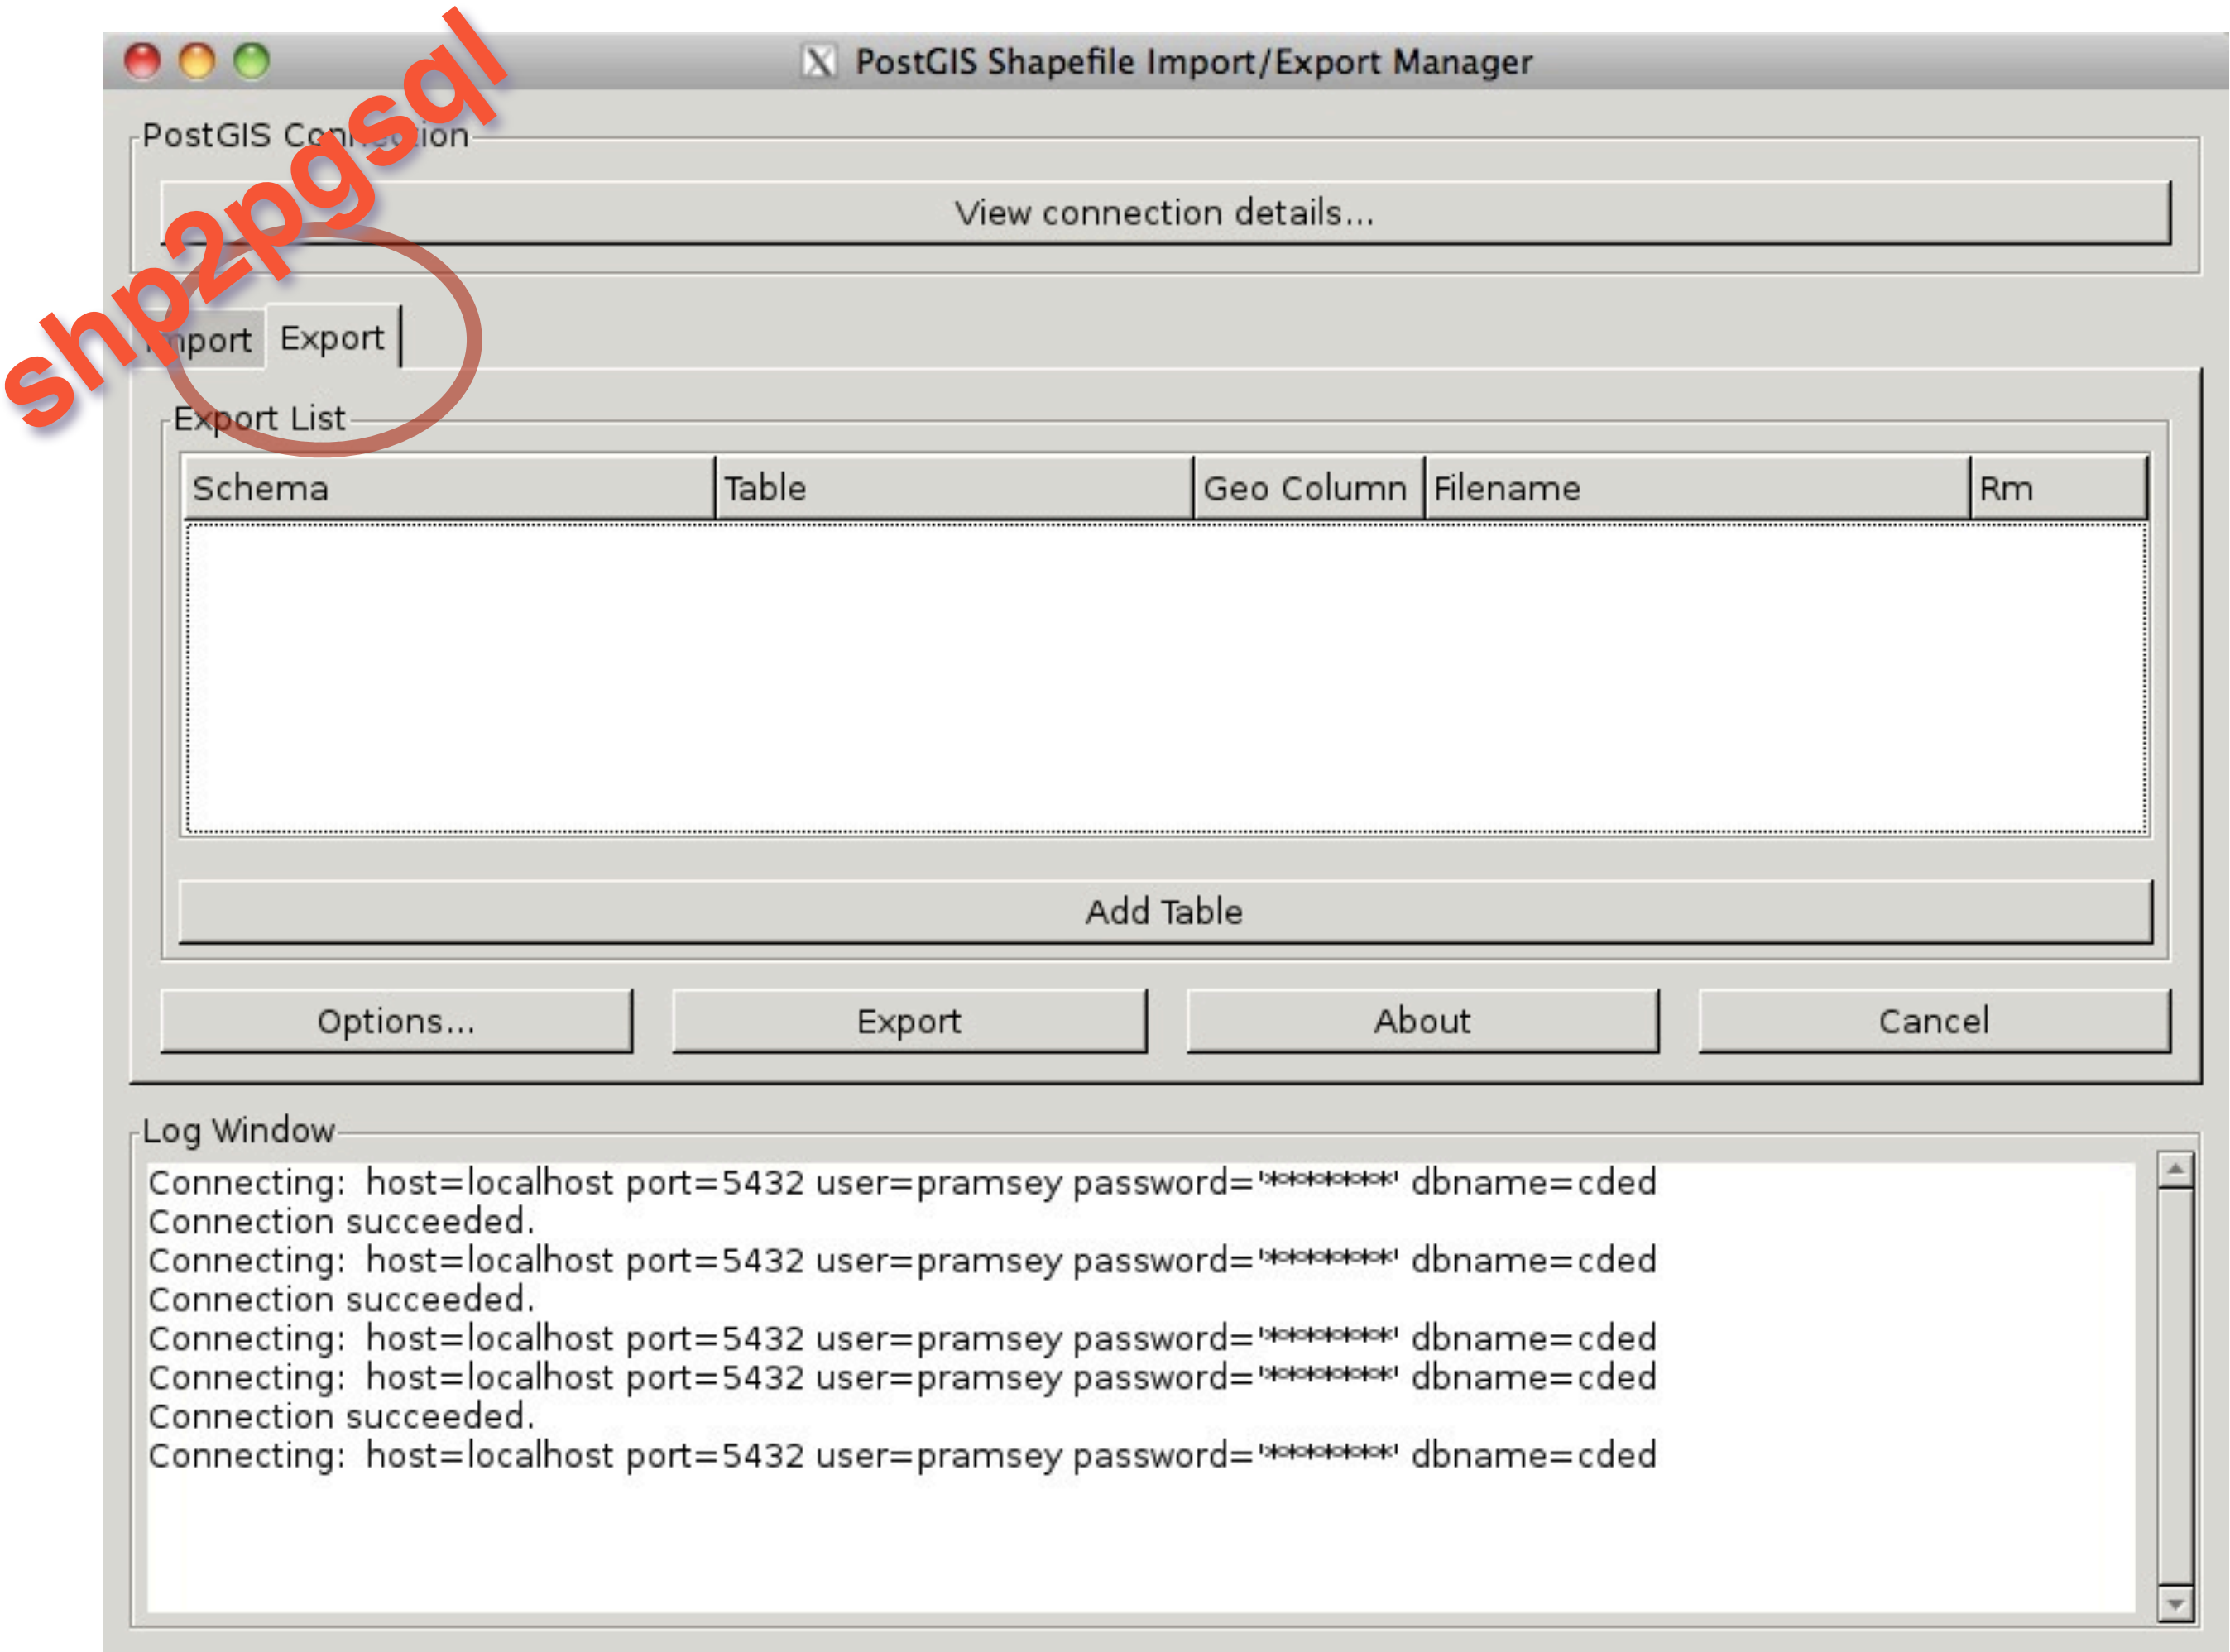 PostGIS Shapefile Import/Export Manager
shp2pgsql
PostGIS Connection
View connection details...
Import Export
Export List
Schema Table Geo Column Filename Rm
Add Table
Options... Export About Cancel
Log Window
Connecting: host=localhost port=5432 user=pramsey password='********' dbname=cded
Connection succeeded.
Connecting: host=localhost port=5432 user=pramsey password='********' dbname=cded
Connection succeeded.
Connecting: host=localhost port=5432 user=pramsey password='********' dbname=cded
Connecting: host=localhost port=5432 user=pramsey password='********' dbname=cded
Connection succeeded.
Connecting: host=localhost port=5432 user=pramsey password='********' dbname=cded